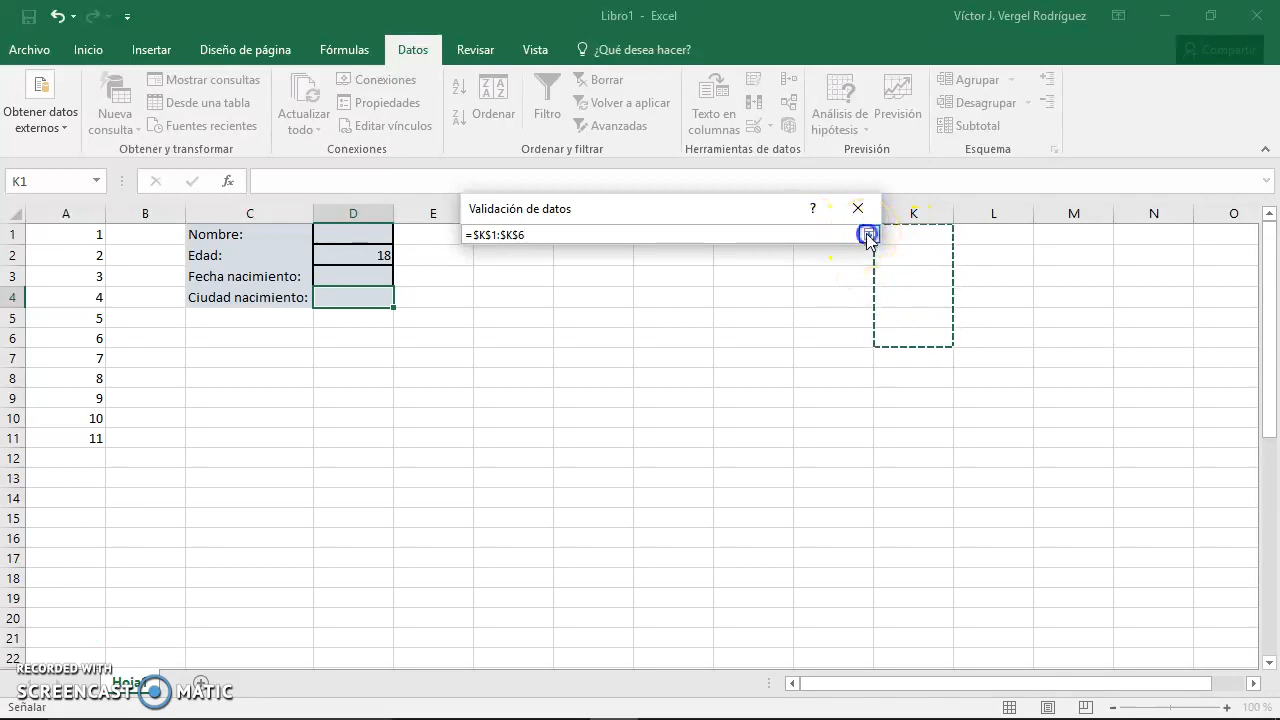 Libro1 - Excel
Víctor J. Vergel Rodríguez
Archivo Inicio Insertar Diseño de página Fórmulas Datos Revisar Vista ¿Qué desea hacer? Compartir
Obtener datos externos
Nueva consulta
Mostrar consultas
Desde una tabla
Fuentes recientes
Obtener y transformar
Actualizar todo
Conexiones
Propiedades
Editar vínculos
Conexiones
Ordenar
Filtro
Borrar
Volver a aplicar
Avanzadas
Ordenar y filtrar
Texto en columnas
Herramientas de datos
Análisis de hipótesis
Previsión
Previsión
Agrupar
Desagrupar
Subtotal
Esquema
K1 fx
Validación de datos ?
=$K$1:$K$6
A B C D E K L M N O
1 1 Nombre:
2 2 Edad: 18
3 3 Fecha nacimiento:
4 4 Ciudad nacimiento:
5 5
6 6
7 7
8 8
9 9
10 10
11 11
12
13
14
15
16
17
18
19
20
21
22
RECORDED WITH
SCREENCAST MATIC
Señalar
100 %